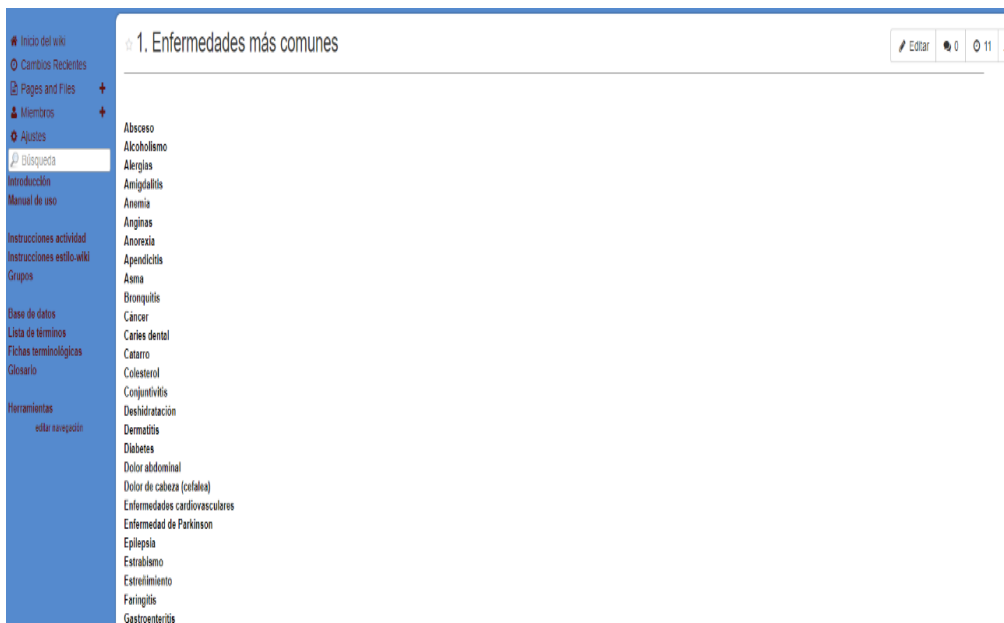 Inicio del wiki
Cambios Recientes
Pages and Files +
Miembros +
Ajustes
Búsqueda
Introducción
Manual de uso
Instrucciones actividad
Instrucciones estilo-wiki
Grupos
Base de datos
Lista de términos
Fichas terminológicas
Glosario
Herramientas
editar navegación
1. Enfermedades más comunes
Editar 0 11
Absceso
Alcoholismo
Alergias
Amigdalitis
Anemia
Anginas
Anorexia
Apendicitis
Asma
Bronquitis
Cáncer
Caries dental
Catarro
Colesterol
Conjuntivitis
Deshidratación
Dermatitis
Diabetes
Dolor abdominal
Dolor de cabeza (cefalea)
Enfermedades cardiovasculares
Enfermedad de Parkinson
Epilepsia
Estrabismo
Estreñimiento
Faringitis
Gastroenteritis